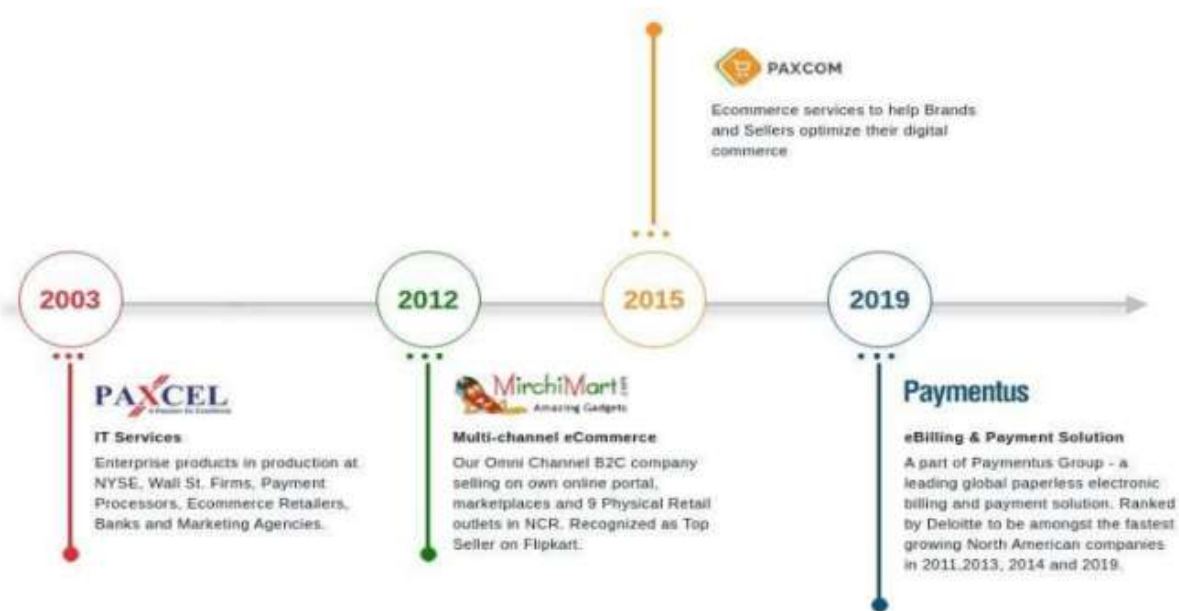 PAXCOM
Ecommerce services to help Brands
and Sellers optimize their digital
commerce
2003
2012
2015
2019
PAXCEL
IT Services
Enterprise products in production at
NYSE, Wall St. Firms, Payment
Processors, Ecommerce Retailers,
Banks and Marketing Agencies.
MirchiMart.com
Amazing Gadgets
Multi-channel eCommerce
Our Omni Channel B2C company
selling on own online portal,
marketplaces and 9 Physical Retail
outlets in NCR. Recognized as Top
Seller on Flipkart.
Paymentus
eBilling & Payment Solution
A part of Paymentus Group - a
leading global paperless electronic
billing and payment solution. Ranked
by Deloitte to be amongst the fastest
growing North American companies
in 2011,2013, 2014 and 2019.